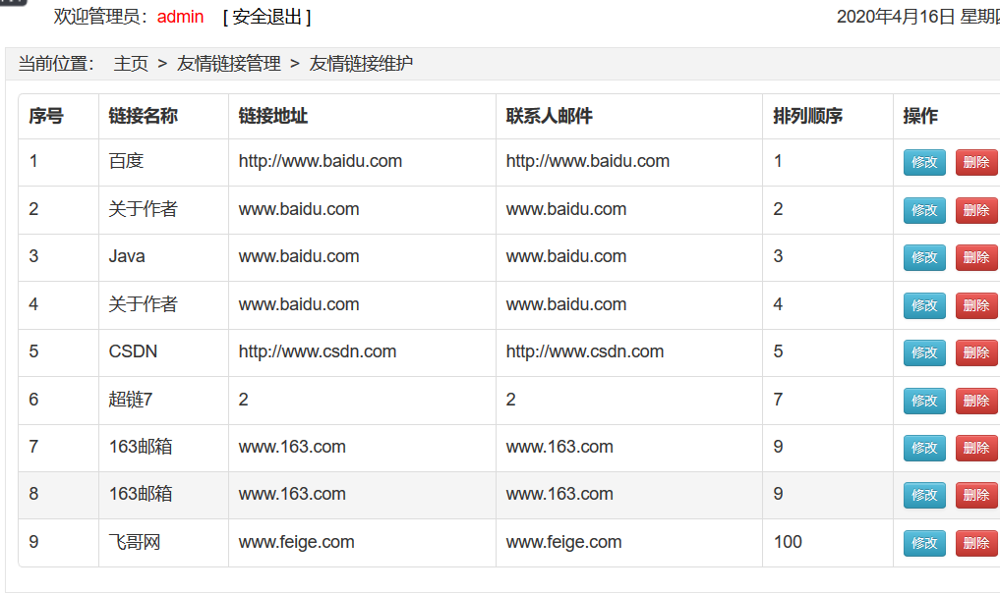 欢迎管理员：admin [ 安全退出 ] 2020年4月16日 星期
当前位置： 主页 > 友情链接管理 > 友情链接维护
序号 链接名称 链接地址 联系人邮件 排列顺序 操作
1 百度 http://www.baidu.com http://www.baidu.com 1 修改 删除
2 关于作者 www.baidu.com www.baidu.com 2 修改 删除
3 Java www.baidu.com www.baidu.com 3 修改 删除
4 关于作者 www.baidu.com www.baidu.com 4 修改 删除
5 CSDN http://www.csdn.com http://www.csdn.com 5 修改 删除
6 超链7 2 2 7 修改 删除
7 163邮箱 www.163.com www.163.com 9 修改 删除
8 163邮箱 www.163.com www.163.com 9 修改 删除
9 飞哥网 www.feige.com www.feige.com 100 修改 删除